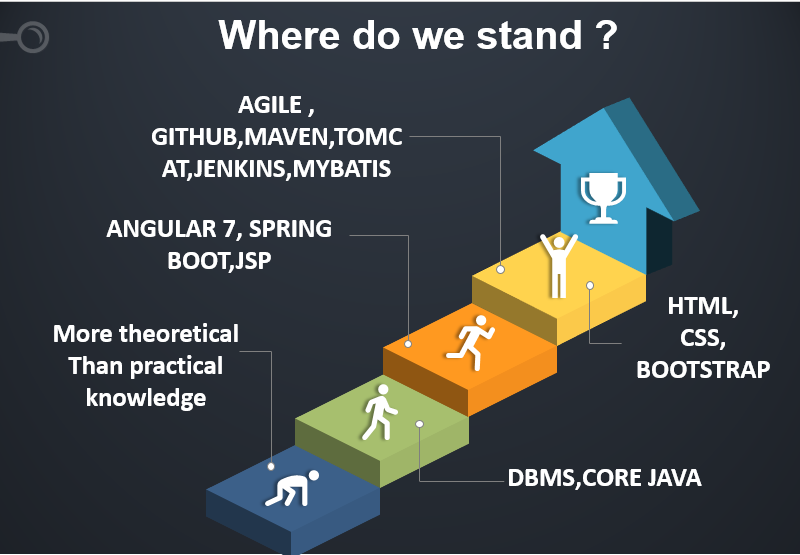 Where do we stand ?
AGILE ,
GITHUB,MAVEN,TOMC
AT,JENKINS,MYBATIS
ANGULAR 7, SPRING
BOOT,JSP
HTML,
CSS,
BOOTSTRAP
More theoretical
Than practical
knowledge
DBMS,CORE JAVA